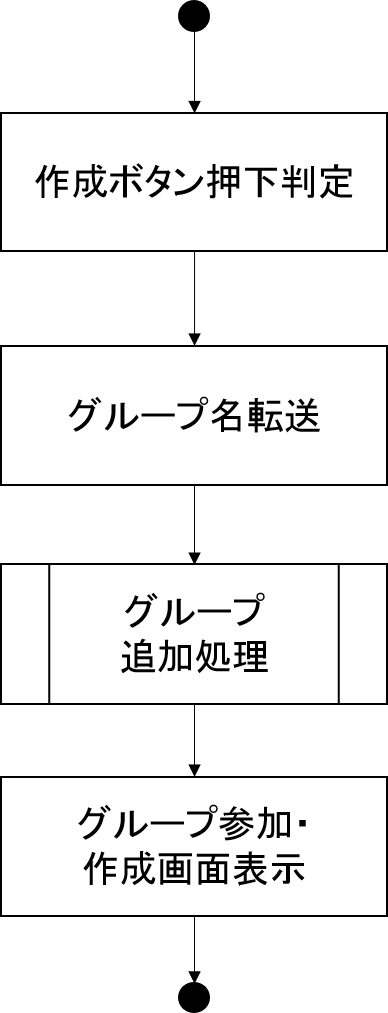 作成ボタン押下判定
グループ名転送
グループ
追加処理
グループ参加・
作成画面表示